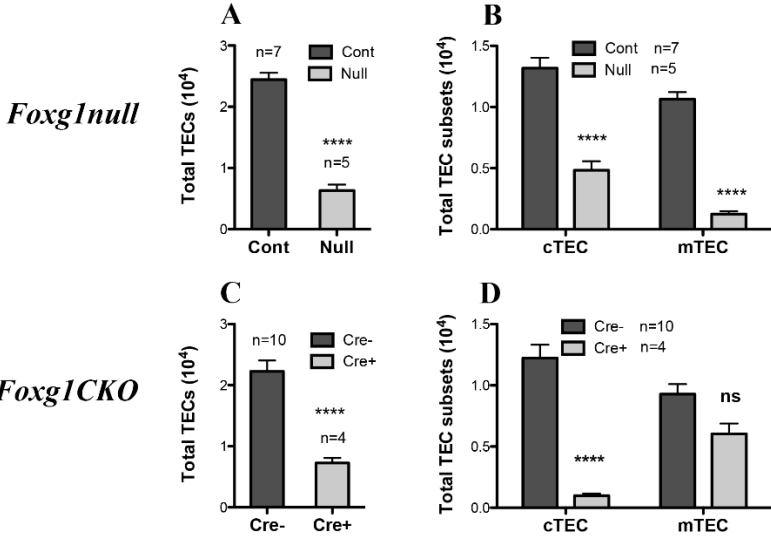 A
Foxg1null
Total TECs (10⁴)
3
2
1
0
n=7
Cont
Null
****
n=5
Cont
Null
B
Total TEC subsets (10⁴)
1.5
1.0
0.5
0.0
Cont n=7
Null n=5
****
****
cTEC
mTEC
C
Foxg1CKO
Total TECs (10⁴)
3
2
1
0
n=10
Cre-
Cre+
****
n=4
Cre-
Cre+
D
Total TEC subsets (10⁴)
1.5
1.0
0.5
0.0
Cre- n=10
Cre+ n=4
****
ns
cTEC
mTEC